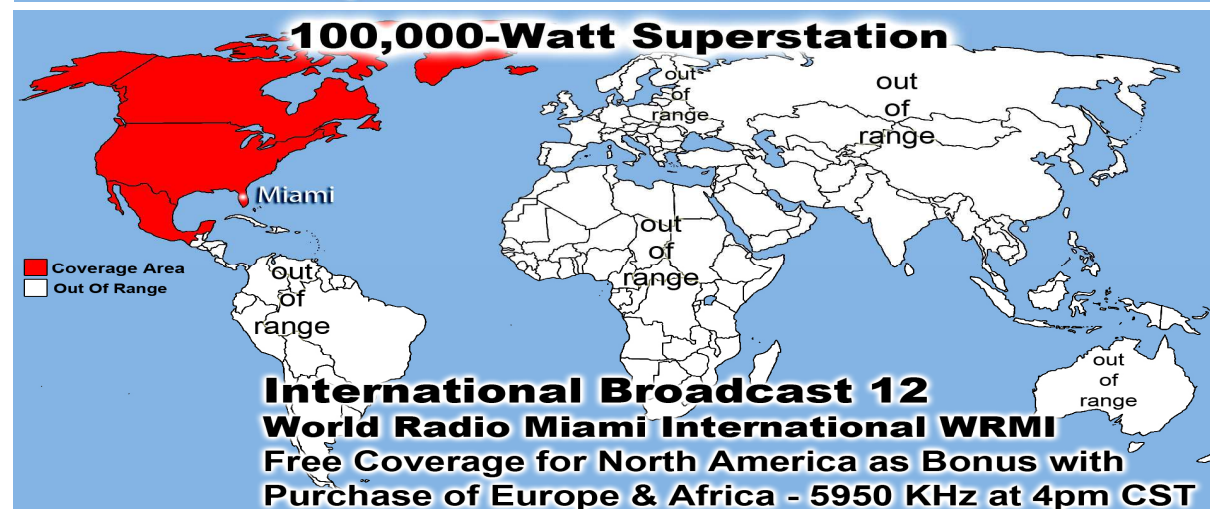 100,000-Watt Superstation
out
of
range
out
of
range
Miami
out
of
range
Coverage Area
Out Of Range
out
of
range
out
of
range
International Broadcast 12
World Radio Miami International WRMI
Free Coverage for North America as Bonus with
Purchase of Europe & Africa - 5950 KHz at 4pm CST